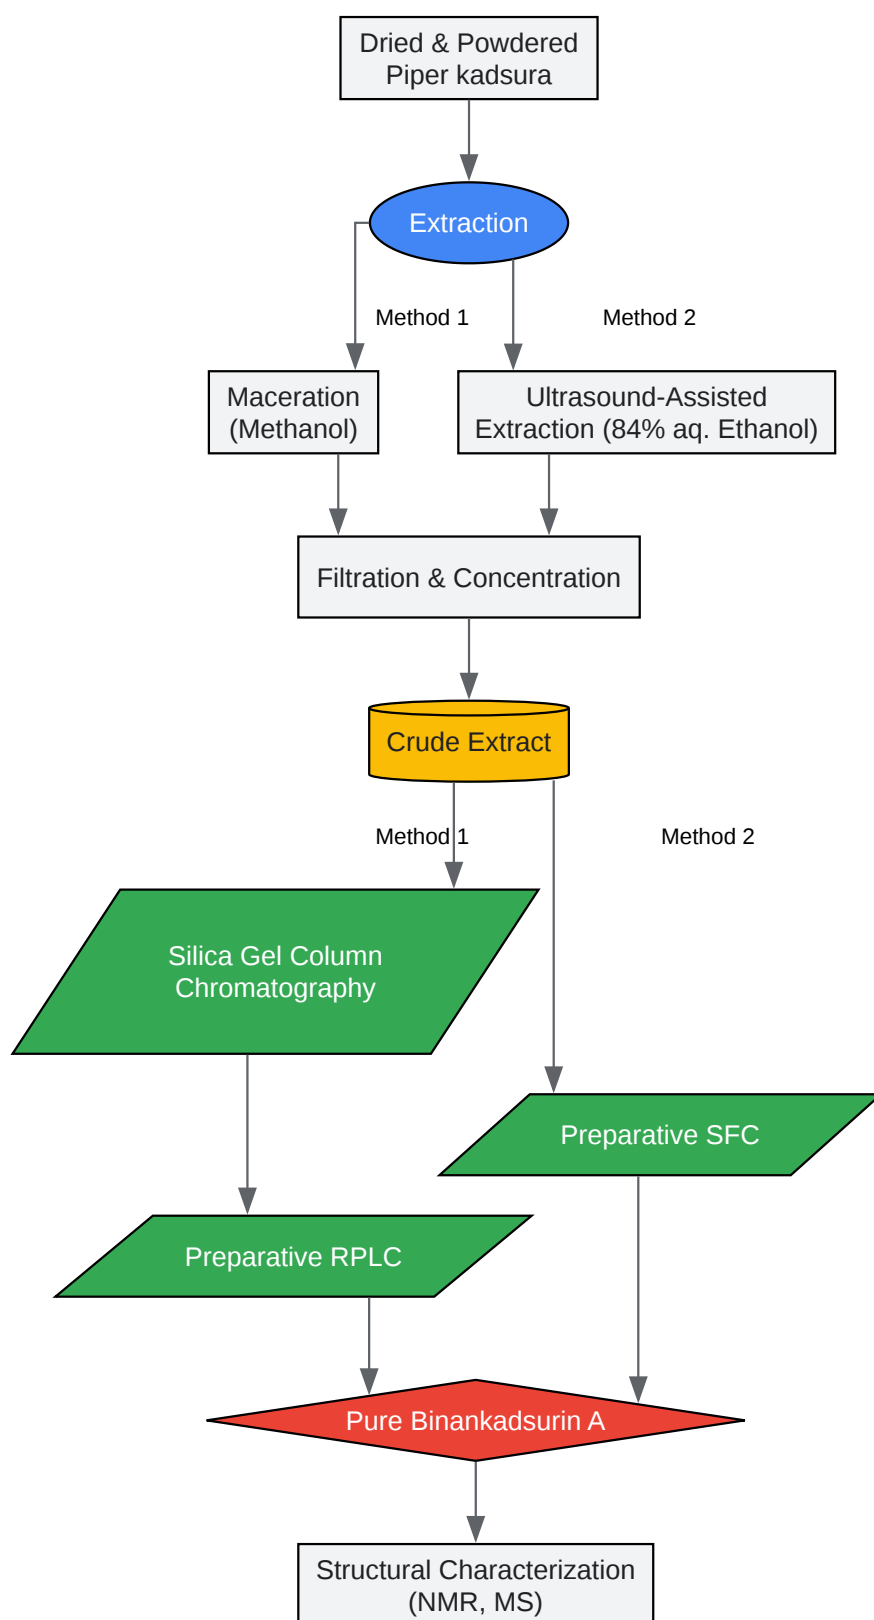 Dried & Powdered
Piper kadsura
Extraction
Method 1
Method 2
Maceration
(Methanol)
Ultrasound-Assisted
Extraction (84% aq. Ethanol)
Filtration & Concentration
Crude Extract
Method 1
Method 2
Silica Gel Column
Chromatography
Preparative SFC
Preparative RPLC
Pure Binankadsurin A
Structural Characterization
(NMR, MS)